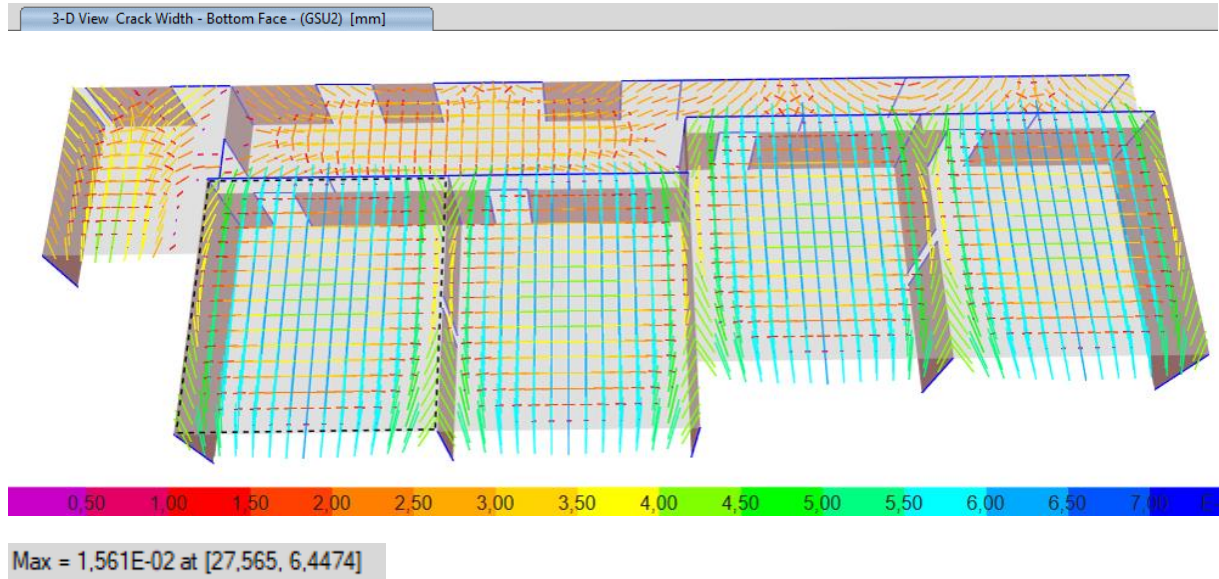 3-D View Crack Width - Bottom Face - (GSU2) [mm]
0,50 1,00 1,50 2,00 2,50 3,00 3,50 4,00 4,50 5,00 5,50 6,00 6,50 7,00 E
Max = 1,561E-02 at [27,565, 6,4474]